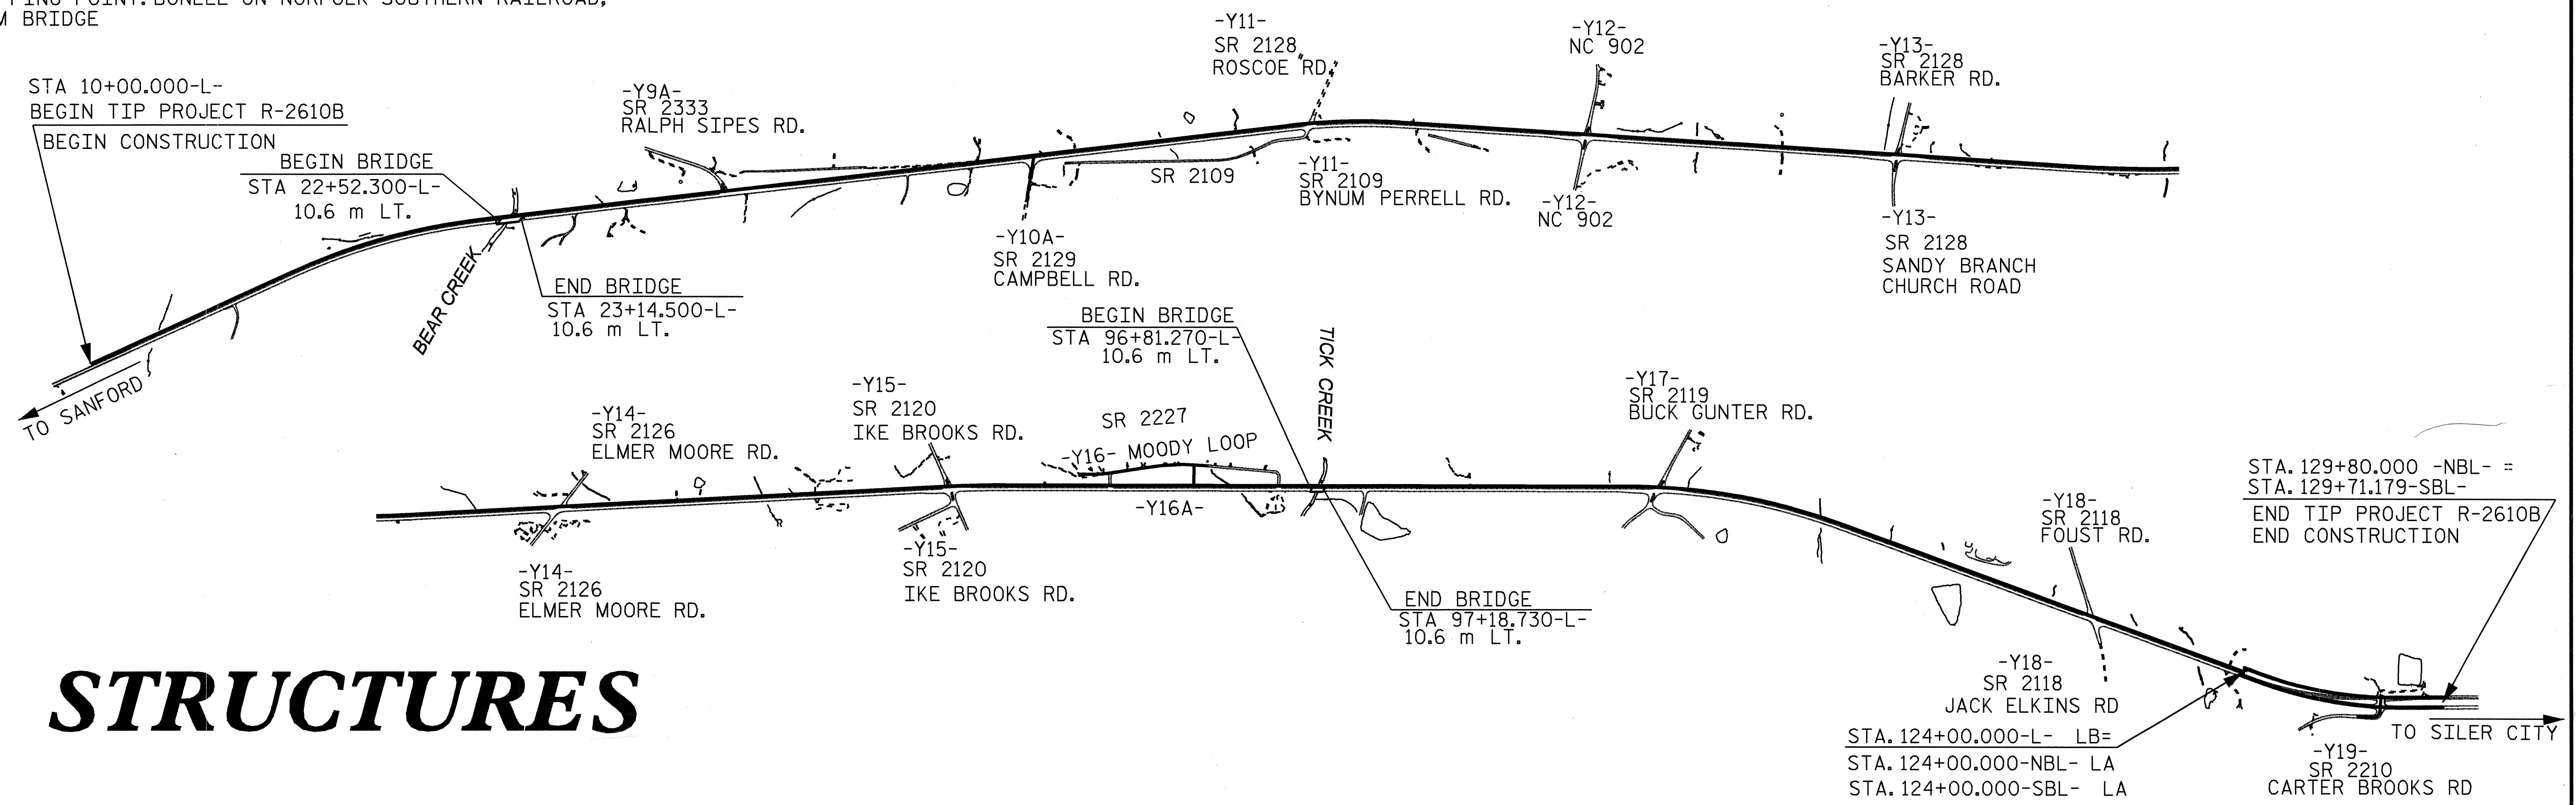 BRIDGE
STA 10+00.000-L-
BEGIN TIP PROJECT R-2610B
BEGIN CONSTRUCTION
BEGIN BRIDGE
STA 22+52.300-L-
10.6 m LT.
-Y9A-
SR 2333
RALPH SIPES RD.
-Y11-
SR 2128
ROSCOE RD.
-Y12-
NC 902
-Y13-
SR 2128
BARKER RD.
TO SANFORD
BEAR CREEK
END BRIDGE
STA 23+14.500-L-
10.6 m LT.
-Y10A-
SR 2129
CAMPBELL RD.
SR 2109
-Y11-
SR 2109
BYNUM PERRELL RD.
-Y12-
NC 902
-Y13-
SR 2128
SANDY BRANCH
CHURCH ROAD
BEGIN BRIDGE
STA 96+81.270-L-
10.6 m LT.
TICK CREEK
-Y14-
SR 2126
ELMER MOORE RD.
-Y15-
SR 2120
IKE BROOKS RD.
SR 2227
-Y16- MOODY LOOP
-Y16A-
-Y17-
SR 2119
BUCK GUNTER RD.
-Y14-
SR 2126
ELMER MOORE RD.
-Y15-
SR 2120
IKE BROOKS RD.
END BRIDGE
STA 97+18.730-L-
10.6 m LT.
-Y18-
SR 2118
FOUST RD.
STA. 129+80.000 -NBL- =
STA. 129+71.179-SBL-
END TIP PROJECT R-2610B
END CONSTRUCTION
-Y18-
SR 2118
JACK ELKINS RD
STA. 124+00.000-L- LB=
STA. 124+00.000-NBL- LA
STA. 124+00.000-SBL- LA
TO SILER CITY
-Y19-
SR 2210
CARTER BROOKS RD
STRUCTURES